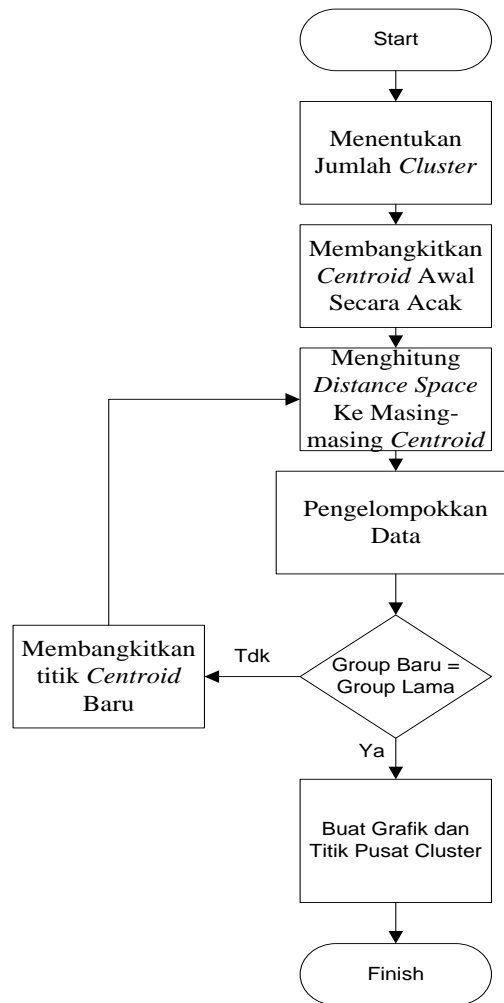 Start
Menentukan
Jumlah Cluster
Membangkitkan
Centroid Awal
Secara Acak
Menghitung
Distance Space
Ke Masing-
masing Centroid
Pengelompokkan
Data
Group Baru =
Group Lama
Tdk
Membangkitkan
titik Centroid
Baru
Ya
Buat Grafik dan
Titik Pusat Cluster
Finish